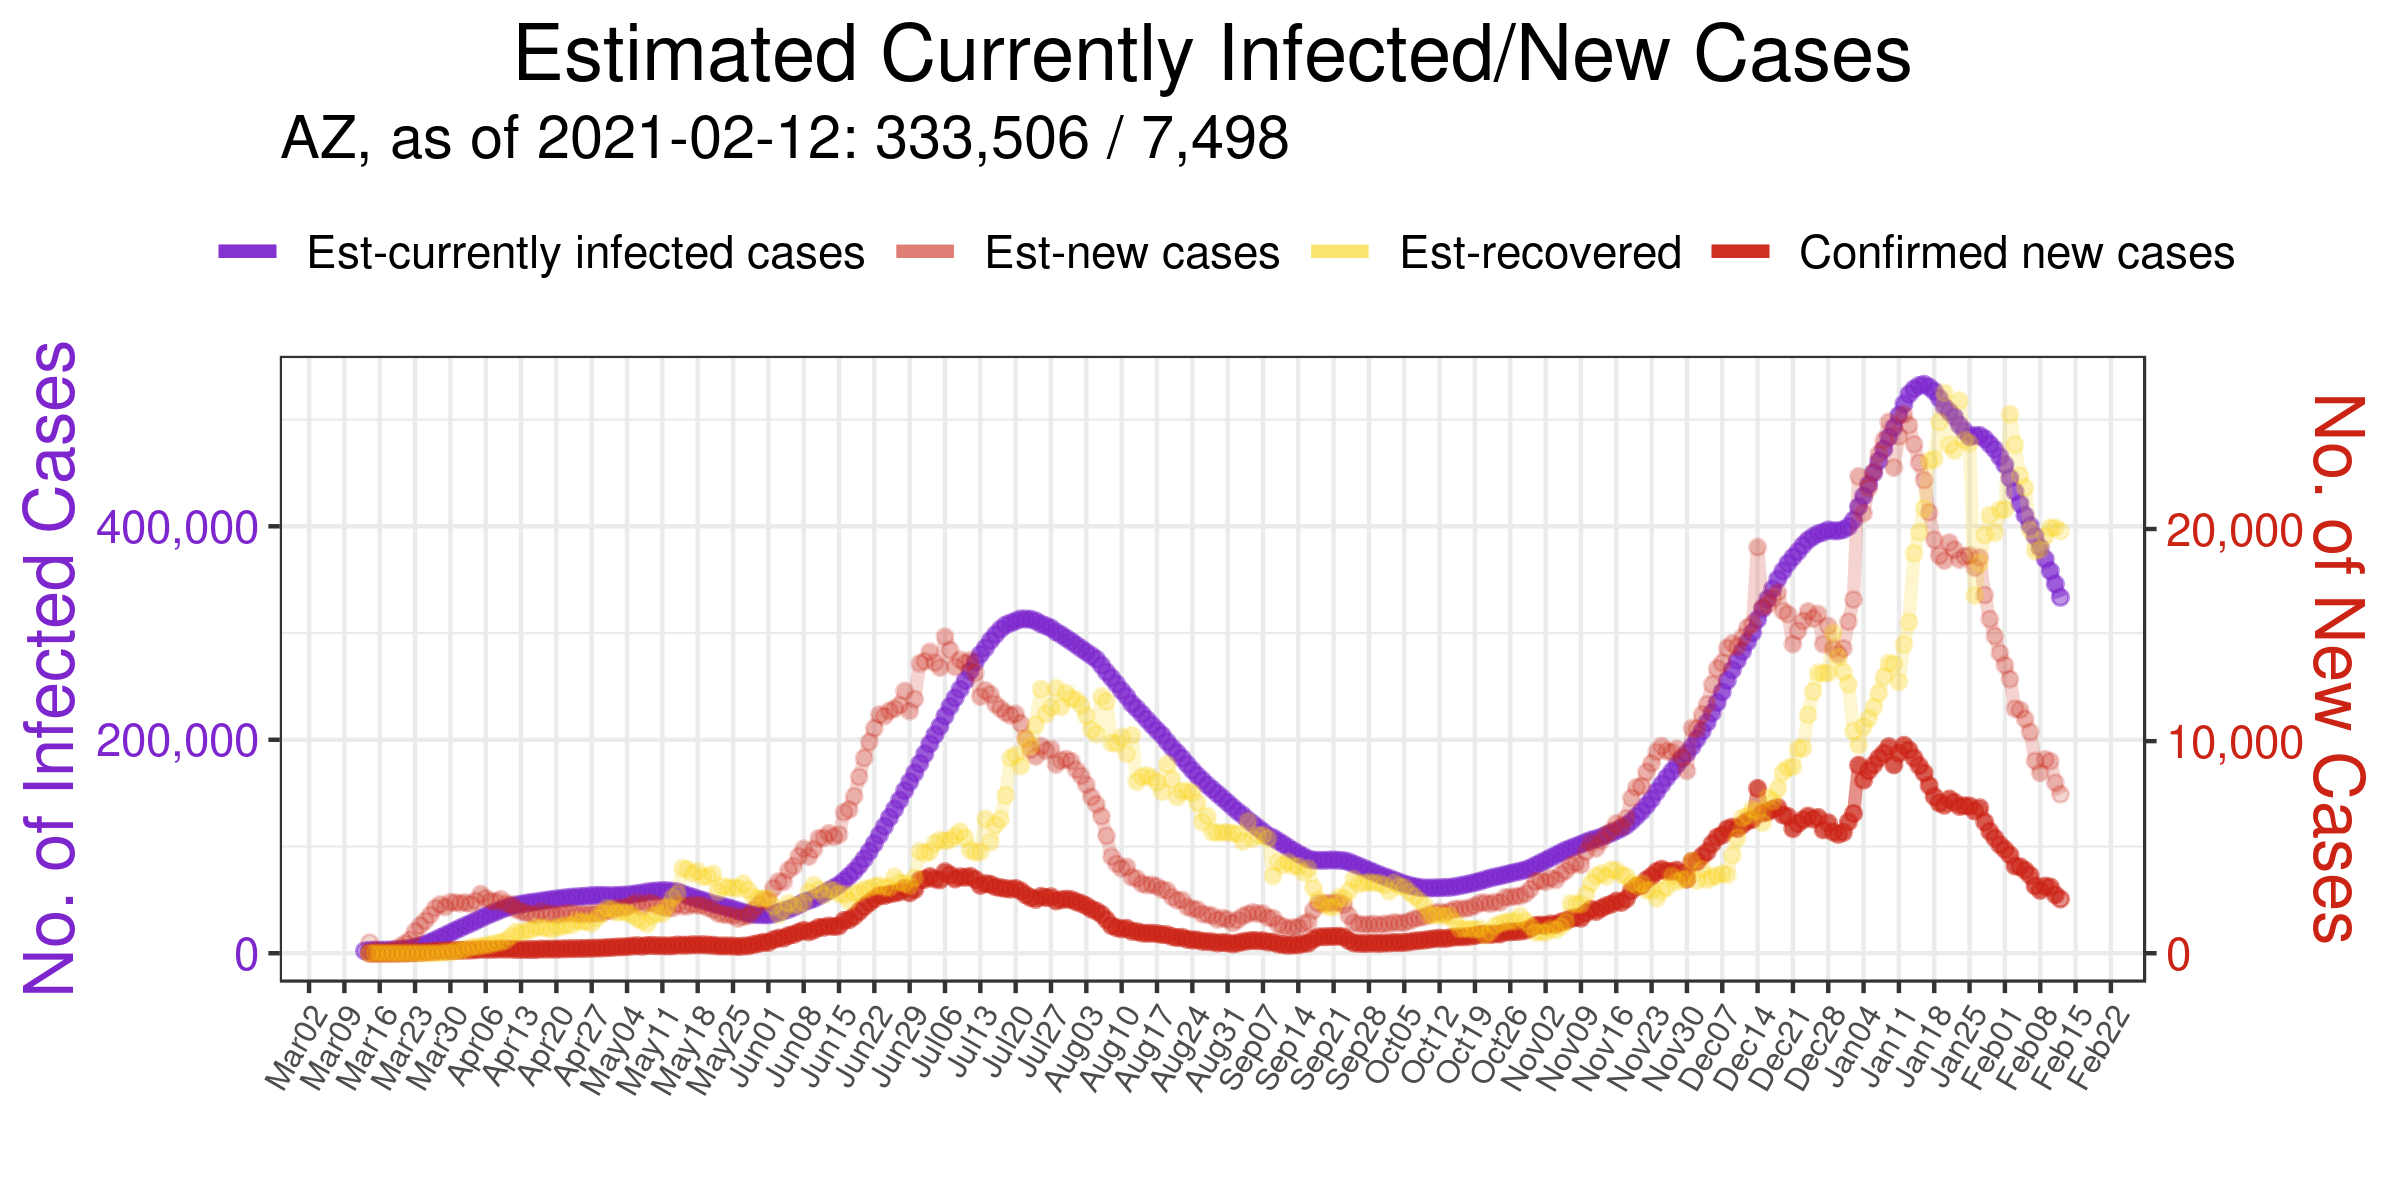 Estimated Currently Infected/New Cases
AZ, as of 2021-02-12: 333,506 / 7,498
Est-currently infected cases Est-new cases Est-recovered Confirmed new cases
No. of Infected Cases
400,000
200,000
0
20,000
10,000
0
No. of New Cases
Mar02 Mar09 Mar16 Mar23 Mar30 Apr06 Apr13 Apr20 Apr27 May04 May11 May18 May25 Jun01 Jun08 Jun15 Jun22 Jun29 Jul06 Jul13 Jul20 Jul27 Aug03 Aug10 Aug17 Aug24 Aug31 Sep07 Sep14 Sep21 Sep28 Oct05 Oct12 Oct19 Oct26 Nov02 Nov09 Nov16 Nov23 Nov30 Dec07 Dec14 Dec21 Dec28 Jan04 Jan11 Jan18 Jan25 Feb01 Feb08 Feb15 Feb22